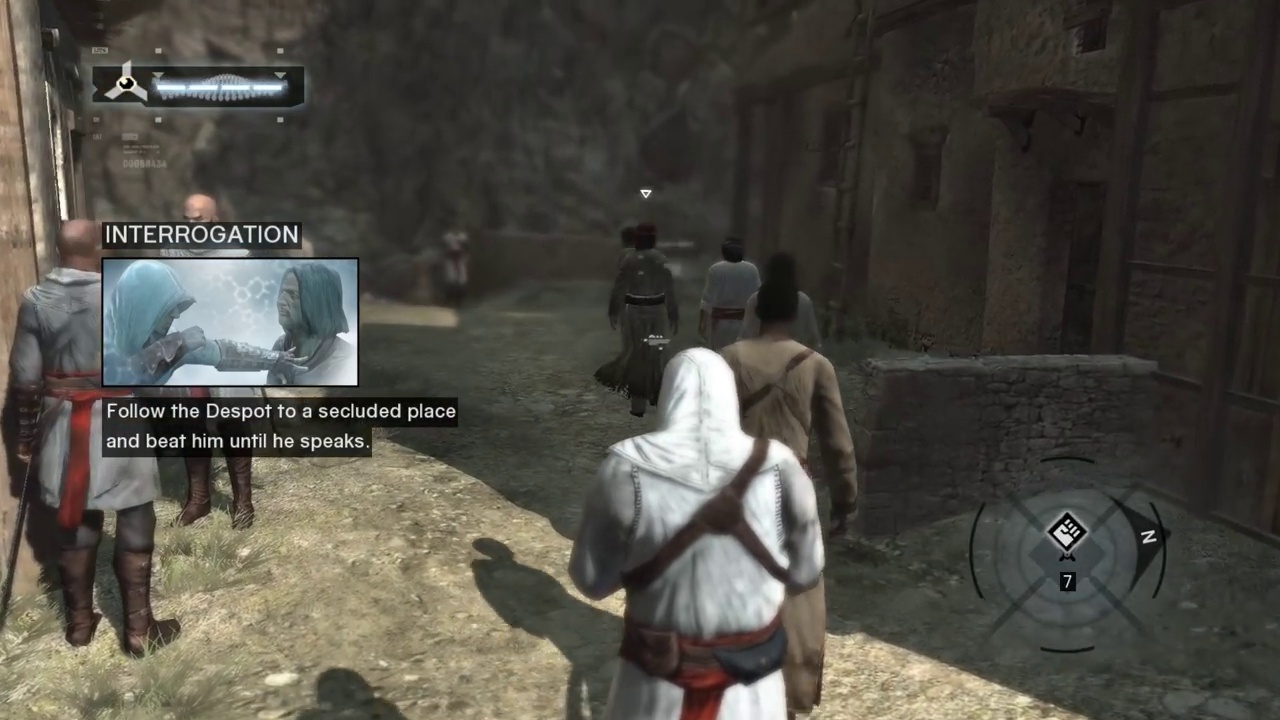 INTERROGATION
Follow the Despot to a secluded place
and beat him until he speaks.
N
7